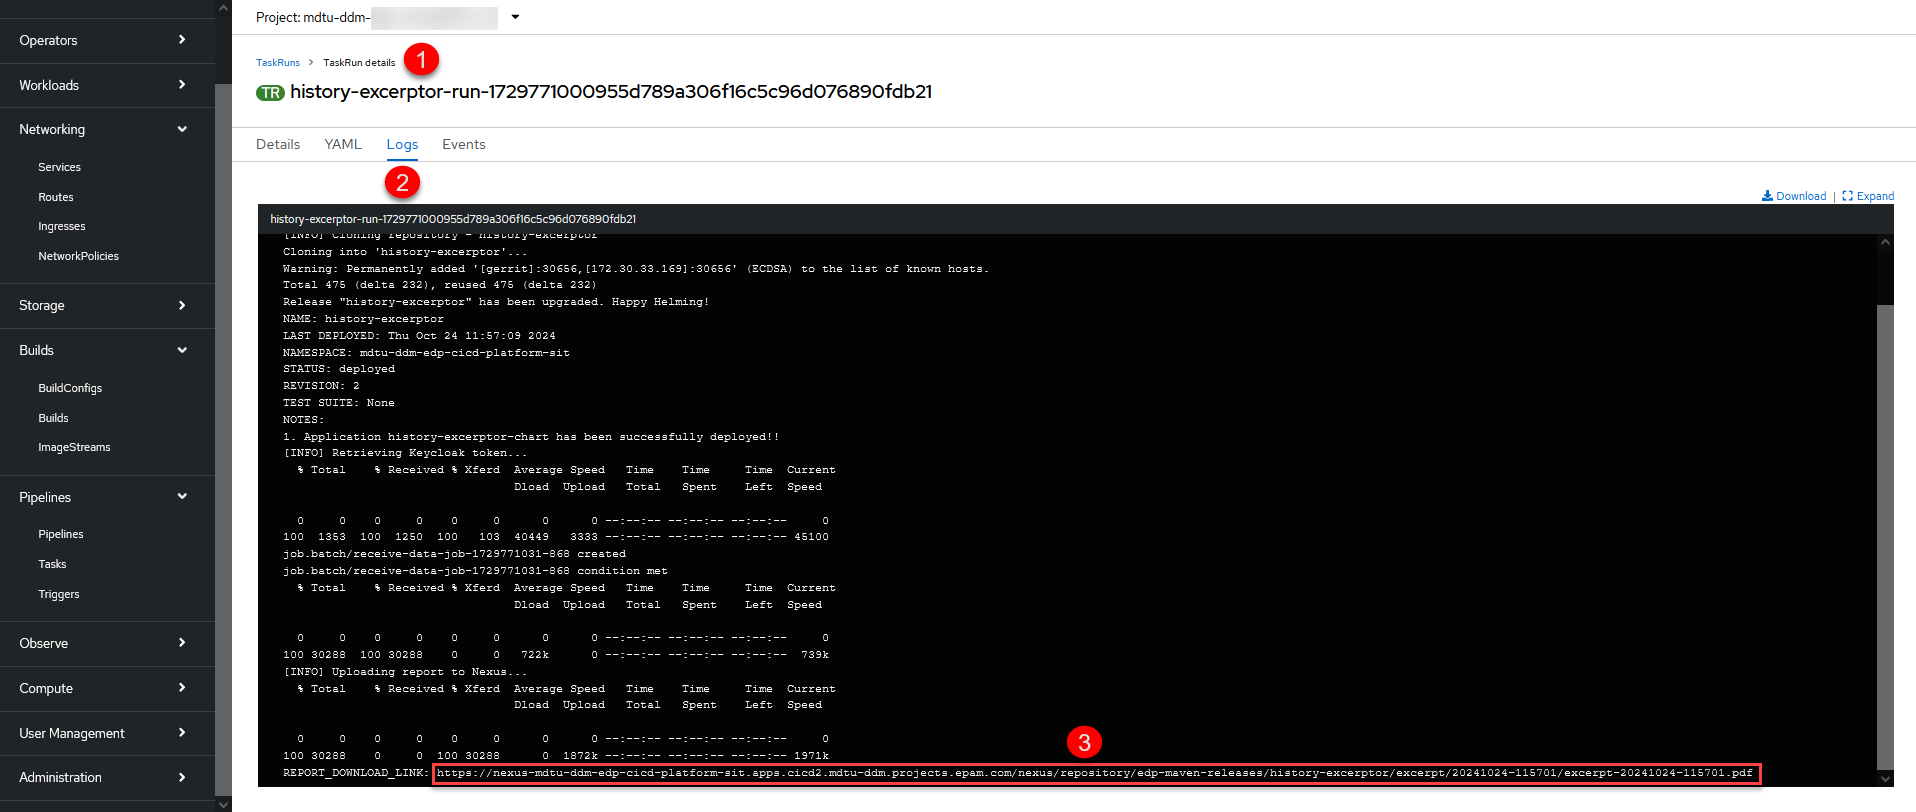 Operators
Workloads
Networking
Services
Routes
Ingresses
NetworkPolicies
Storage
Builds
BuildConfigs
Builds
ImageStreams
Pipelines
Pipelines
Tasks
Triggers
Observe
Compute
User Management
Administration
Project: mdtu-ddm-
TaskRuns > TaskRun details
1
TR history-excerptor-run-1729771000955d789a306f16c5c96d076890fdb21
Details YAML Logs Events
2
Download | Expand
history-excerptor-run-1729771000955d789a306f16c5c96d076890fdb21
[INFO] Cloning repository - history-excerptor
Cloning into 'history-excerptor'...
Warning: Permanently added '[gerrit]:30656,[172.30.33.169]:30656' (ECDSA) to the list of known hosts.
Total 475 (delta 232), reused 475 (delta 232)
Release "history-excerptor" has been upgraded. Happy Helming!
NAME: history-excerptor
LAST DEPLOYED: Thu Oct 24 11:57:09 2024
NAMESPACE: mdtu-ddm-edp-cicd-platform-sit
STATUS: deployed
REVISION: 2
TEST SUITE: None
NOTES:
1. Application history-excerptor-chart has been successfully deployed!!
[INFO] Retrieving Keycloak token...
% Total % Received % Xferd Average Speed Time Time Time Current
Dload Upload Total Spent Left Speed
0 0 0 0 0 0 0 0 --:--:-- --:--:-- --:--:-- 0
100 1353 100 1250 100 103 40449 3333 --:--:-- --:--:-- --:--:-- 45100
job.batch/receive-data-job-1729771031-868 created
job.batch/receive-data-job-1729771031-868 condition met
% Total % Received % Xferd Average Speed Time Time Time Current
Dload Upload Total Spent Left Speed
0 0 0 0 0 0 0 0 --:--:-- --:--:-- --:--:-- 0
100 30288 100 30288 0 0 722k 0 --:--:-- --:--:-- --:--:-- 739k
[INFO] Uploading report to Nexus...
% Total % Received % Xferd Average Speed Time Time Time Current
Dload Upload Total Spent Left Speed
0 0 0 0 0 0 0 0 --:--:-- --:--:-- --:--:-- 0
100 30288 0 0 100 30288 0 1872k --:--:-- --:--:-- --:--:-- 1971k
3
REPORT_DOWNLOAD_LINK: https://nexus-mdtu-ddm-edp-cicd-platform-sit.apps.cicd2.mdtu-ddm.projects.epam.com/nexus/repository/edp-maven-releases/history-excerptor/excerpt/20241024-115701/excerpt-20241024-115701.pdf